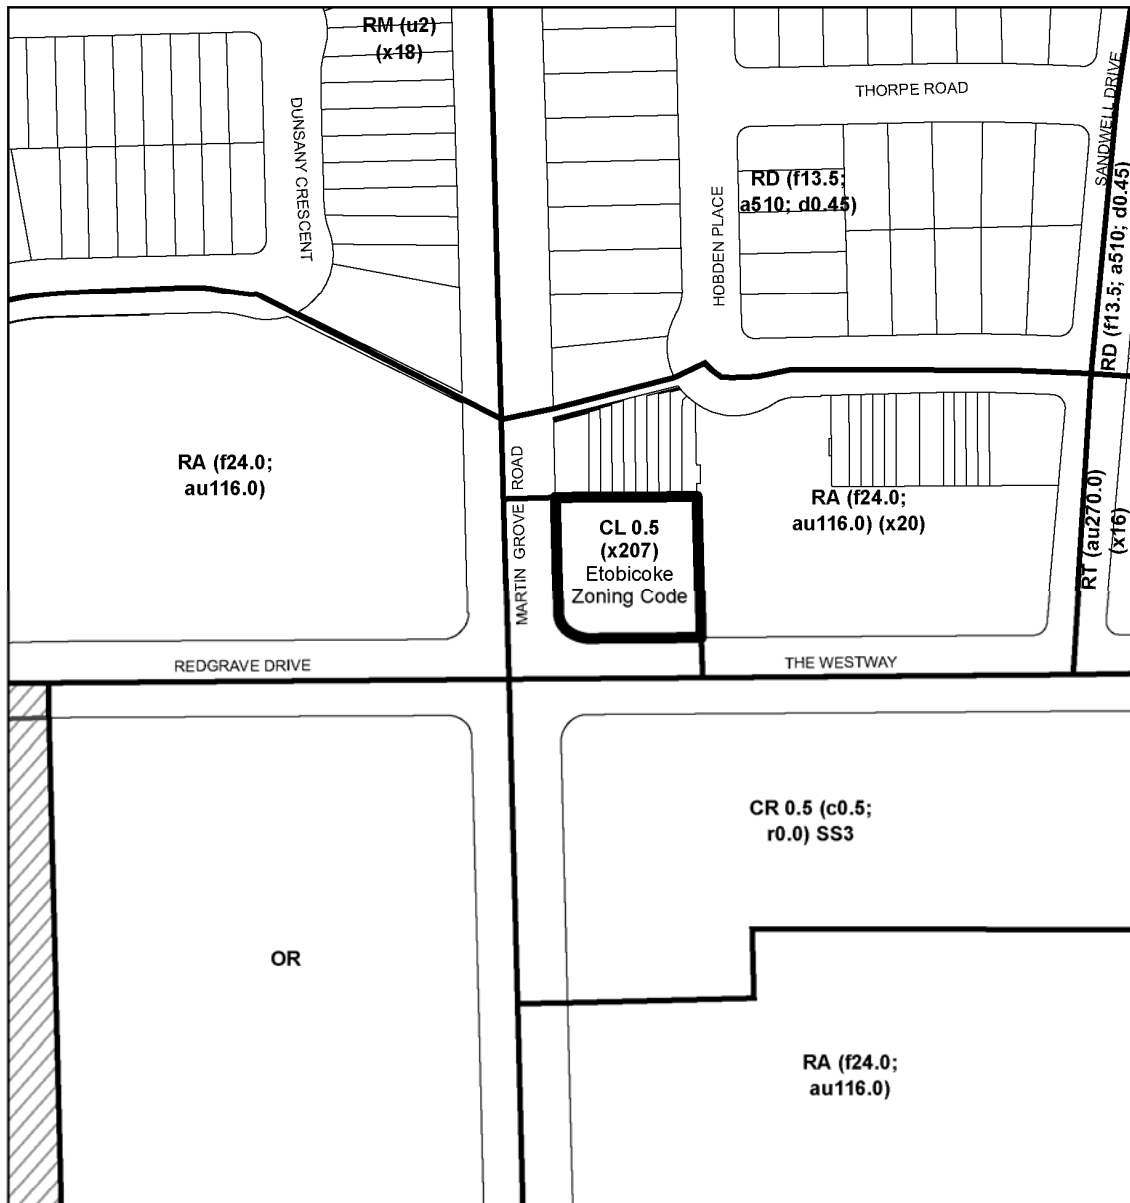 RM (u2)
(x18)
THORPE ROAD
SANDWELL DRIVE
DUNSANY CRESCENT
RD (f13.5;
a510; d0.45)
HOBDEN PLACE
RD (f13.5; a510; d0.45)
RA (f24.0;
au116.0)
MARTIN GROVE ROAD
CL 0.5
(x207)
Etobicoke
Zoning Code
RA (f24.0;
au116.0) (x20)
RT (au270.0)
(x16)
REDGRAVE DRIVE
THE WESTWAY
CR 0.5 (c0.5;
r0.0) SS3
OR
RA (f24.0;
au116.0)